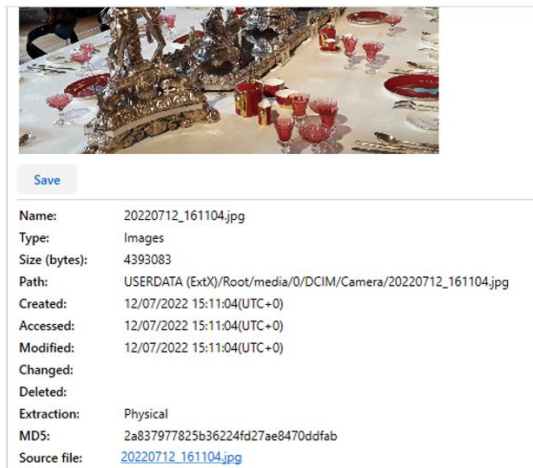 Save
Name: 20220712_161104.jpg
Type: Images
Size (bytes): 4393083
Path: USERDATA (ExtX)/Root/media/0/DCIM/Camera/20220712_161104.jpg
Created: 12/07/2022 15:11:04(UTC+0)
Accessed: 12/07/2022 15:11:04(UTC+0)
Modified: 12/07/2022 15:11:04(UTC+0)
Changed:
Deleted:
Extraction: Physical
MD5: 2a837977825b36224fd27ae8470ddfab
Source file: 20220712_161104.jpg